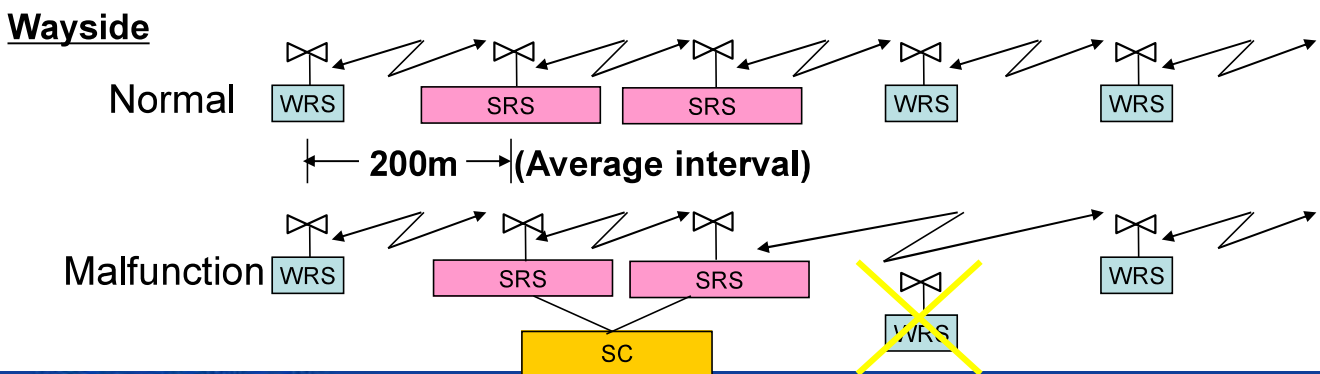 Wayside
Normal WRS SRS SRS WRS WRS
200m (Average interval)
Malfunction WRS SRS SRS WRS WRS
SC